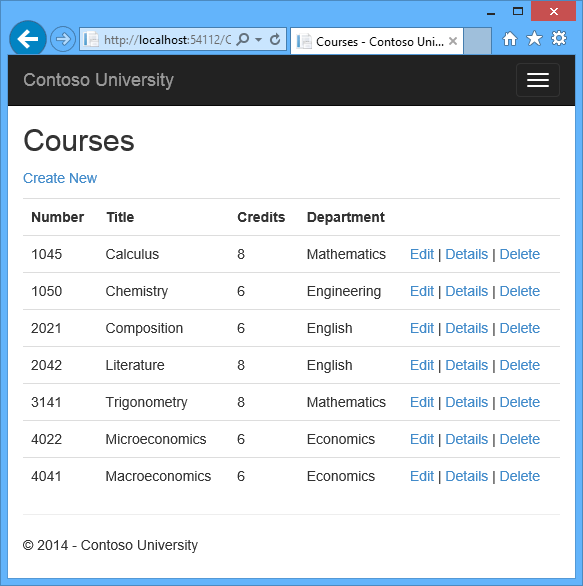 http://localhost:54112/C
Courses - Contoso Uni...
Contoso University
Courses
Create New
Number Title Credits Department
1045 Calculus 8 Mathematics Edit | Details | Delete
1050 Chemistry 6 Engineering Edit | Details | Delete
2021 Composition 6 English Edit | Details | Delete
2042 Literature 8 English Edit | Details | Delete
3141 Trigonometry 8 Mathematics Edit | Details | Delete
4022 Microeconomics 6 Economics Edit | Details | Delete
4041 Macroeconomics 6 Economics Edit | Details | Delete
© 2014 - Contoso University